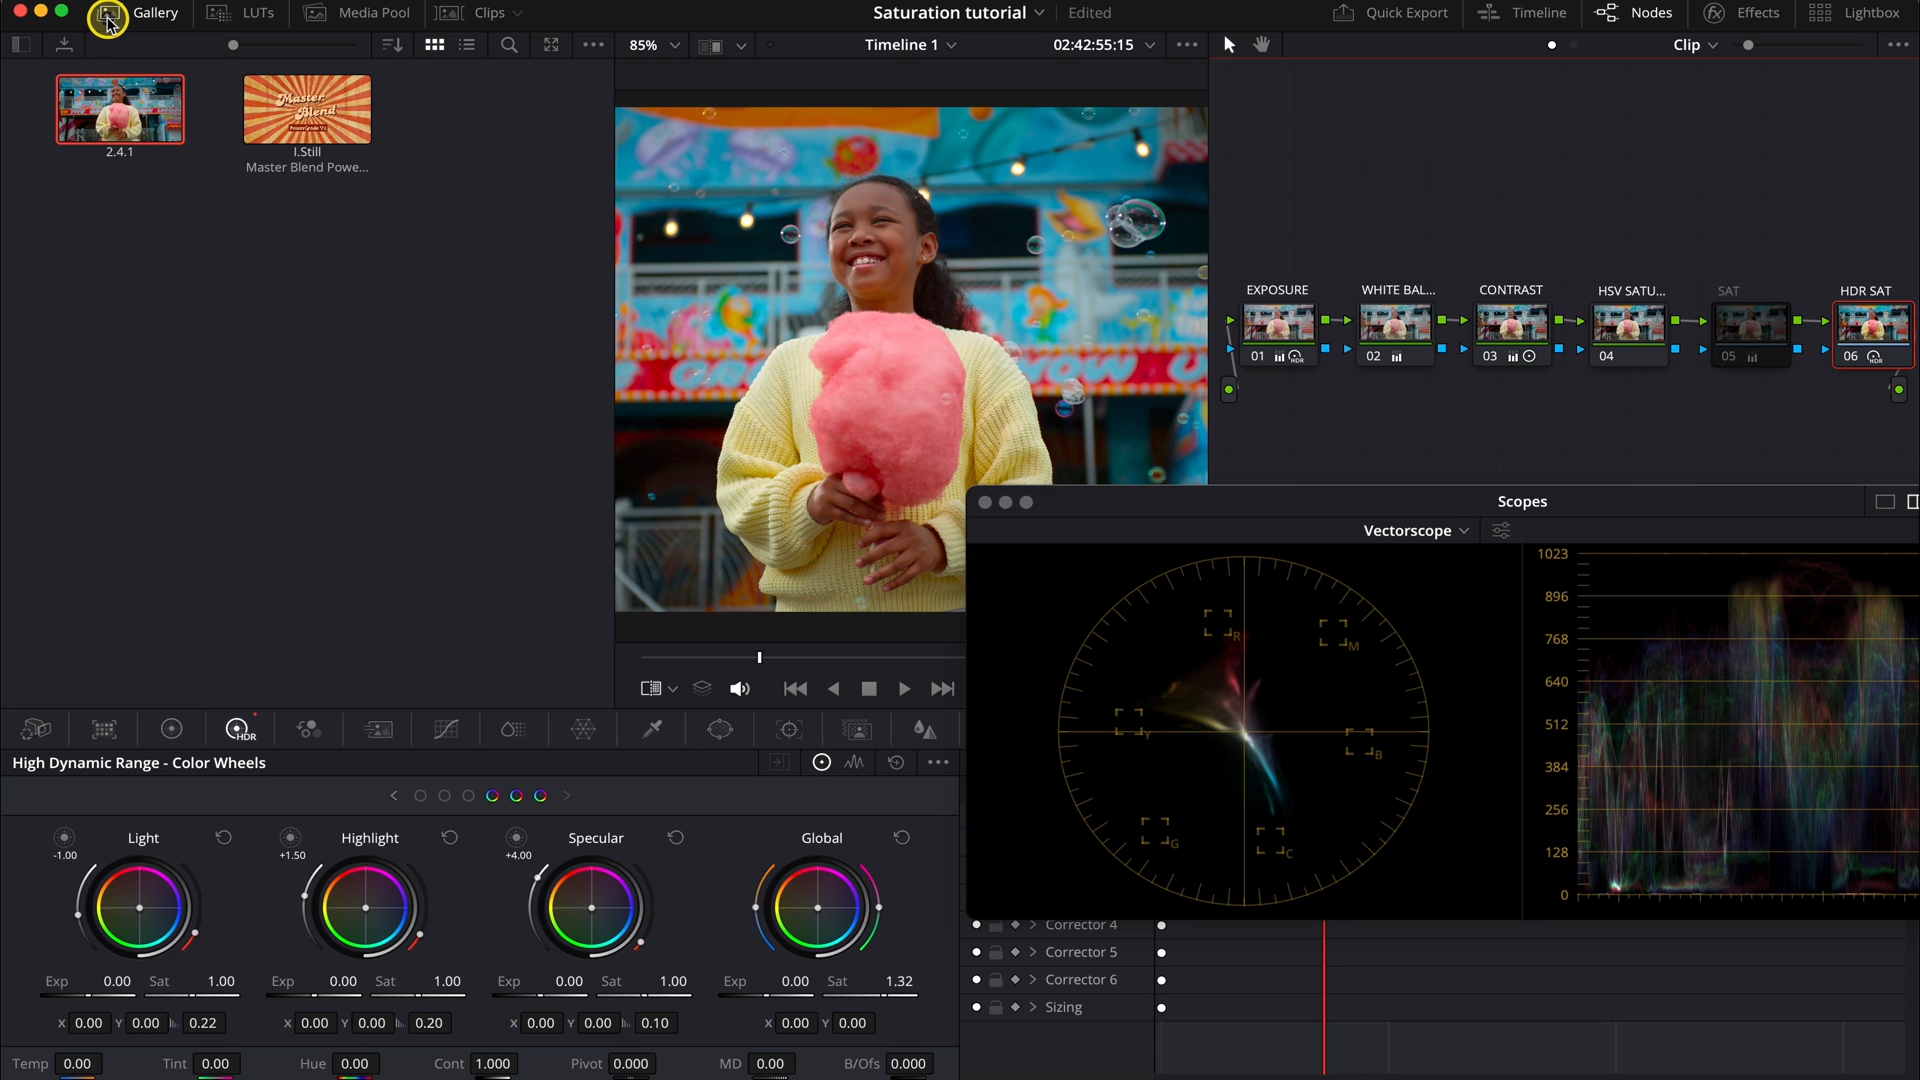 Gallery LUTs Media Pool Clips Saturation tutorial Edited Quick Export Timeline Nodes Effects Lightbox
85% Timeline 1 02:42:55:15 Clip
Master
Blend
PowerGrade V2
2.4.1
I.Still
Master Blend Powe...
EXPOSURE WHITE BAL... CONTRAST HSV SATU... SAT HDR SAT
01 HDR 02 03 04 05 06 HDR
Scopes
Vectorscope
R M Y B G C
1023
896
768
640
512
384
256
128
0
HDR
High Dynamic Range - Color Wheels
Light Highlight Specular Global
-1.00 +1.50 +4.00
Exp 0.00 Sat 1.00 Exp 0.00 Sat 1.00 Exp 0.00 Sat 1.00 Exp 0.00 Sat 1.32
X 0.00 Y 0.00 0.22 X 0.00 Y 0.00 0.20 X 0.00 Y 0.00 0.10 X 0.00 Y 0.00
Temp 0.00 Tint 0.00 Hue 0.00 Cont 1.000 Pivot 0.000 MD 0.00 B/Ofs 0.000
Corrector 4
Corrector 5
Corrector 6
Sizing